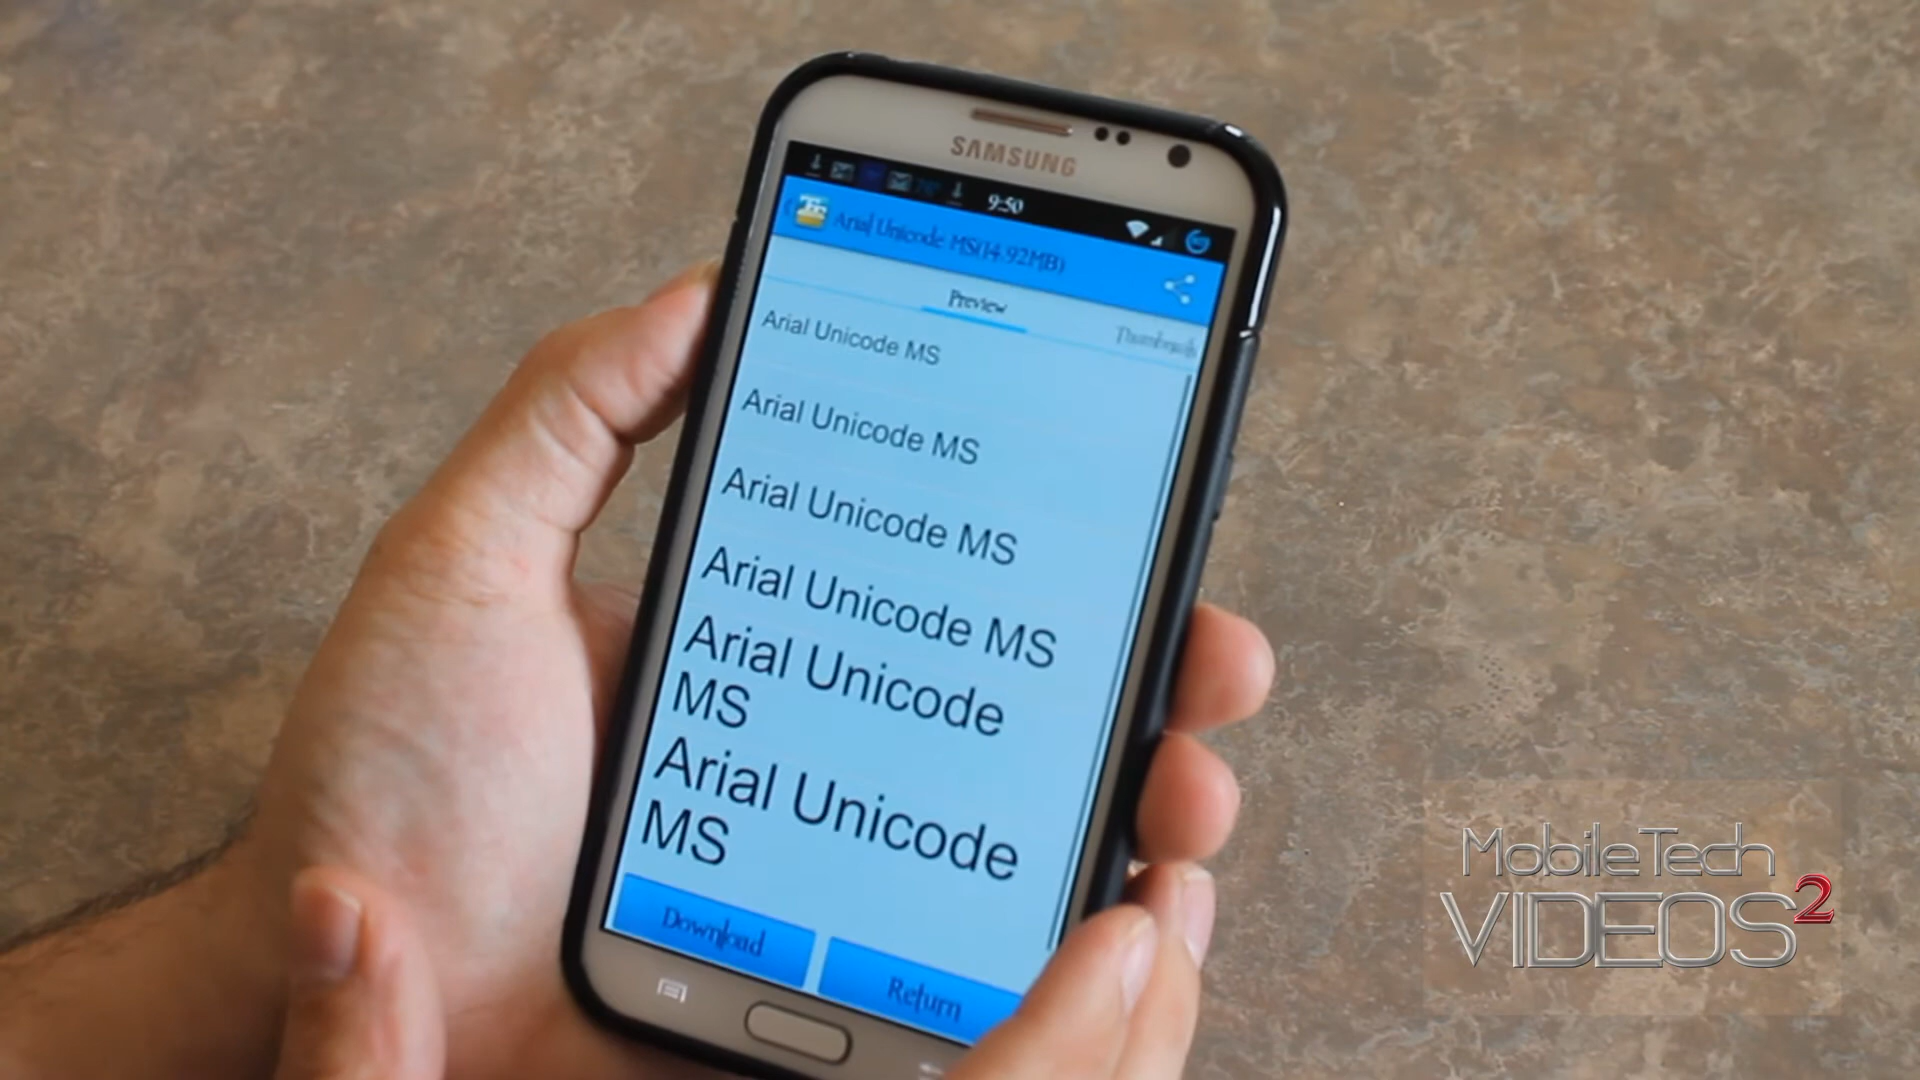 SAMSUNG
9:50
Arial Unicode MS(14.92MB)
Preview
Thumbnails
Arial Unicode MS
Arial Unicode MS
Arial Unicode MS
Arial Unicode MS
Arial Unicode
MS
Arial Unicode
MS
Download
Return
MobileTech
VIDEOS2